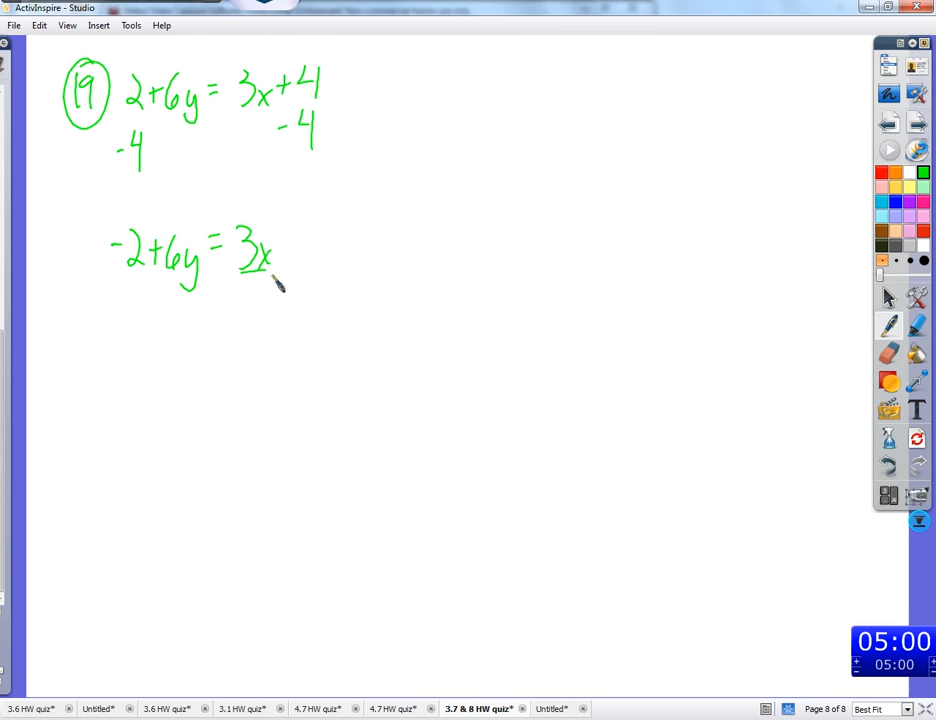 ActivInspire - Studio
File Edit View Insert Tools Help
19 2+6y = 3x+4
-4 -4
-2+6y = 3x
05:00
05:00
3.6 HW quiz* Untitled* 3.6 HW quiz* 3.1 HW quiz* 4.7 HW quiz* 4.7 HW quiz* 3.7 & 8 HW quiz* Untitled* Page 8 of 8 Best Fit